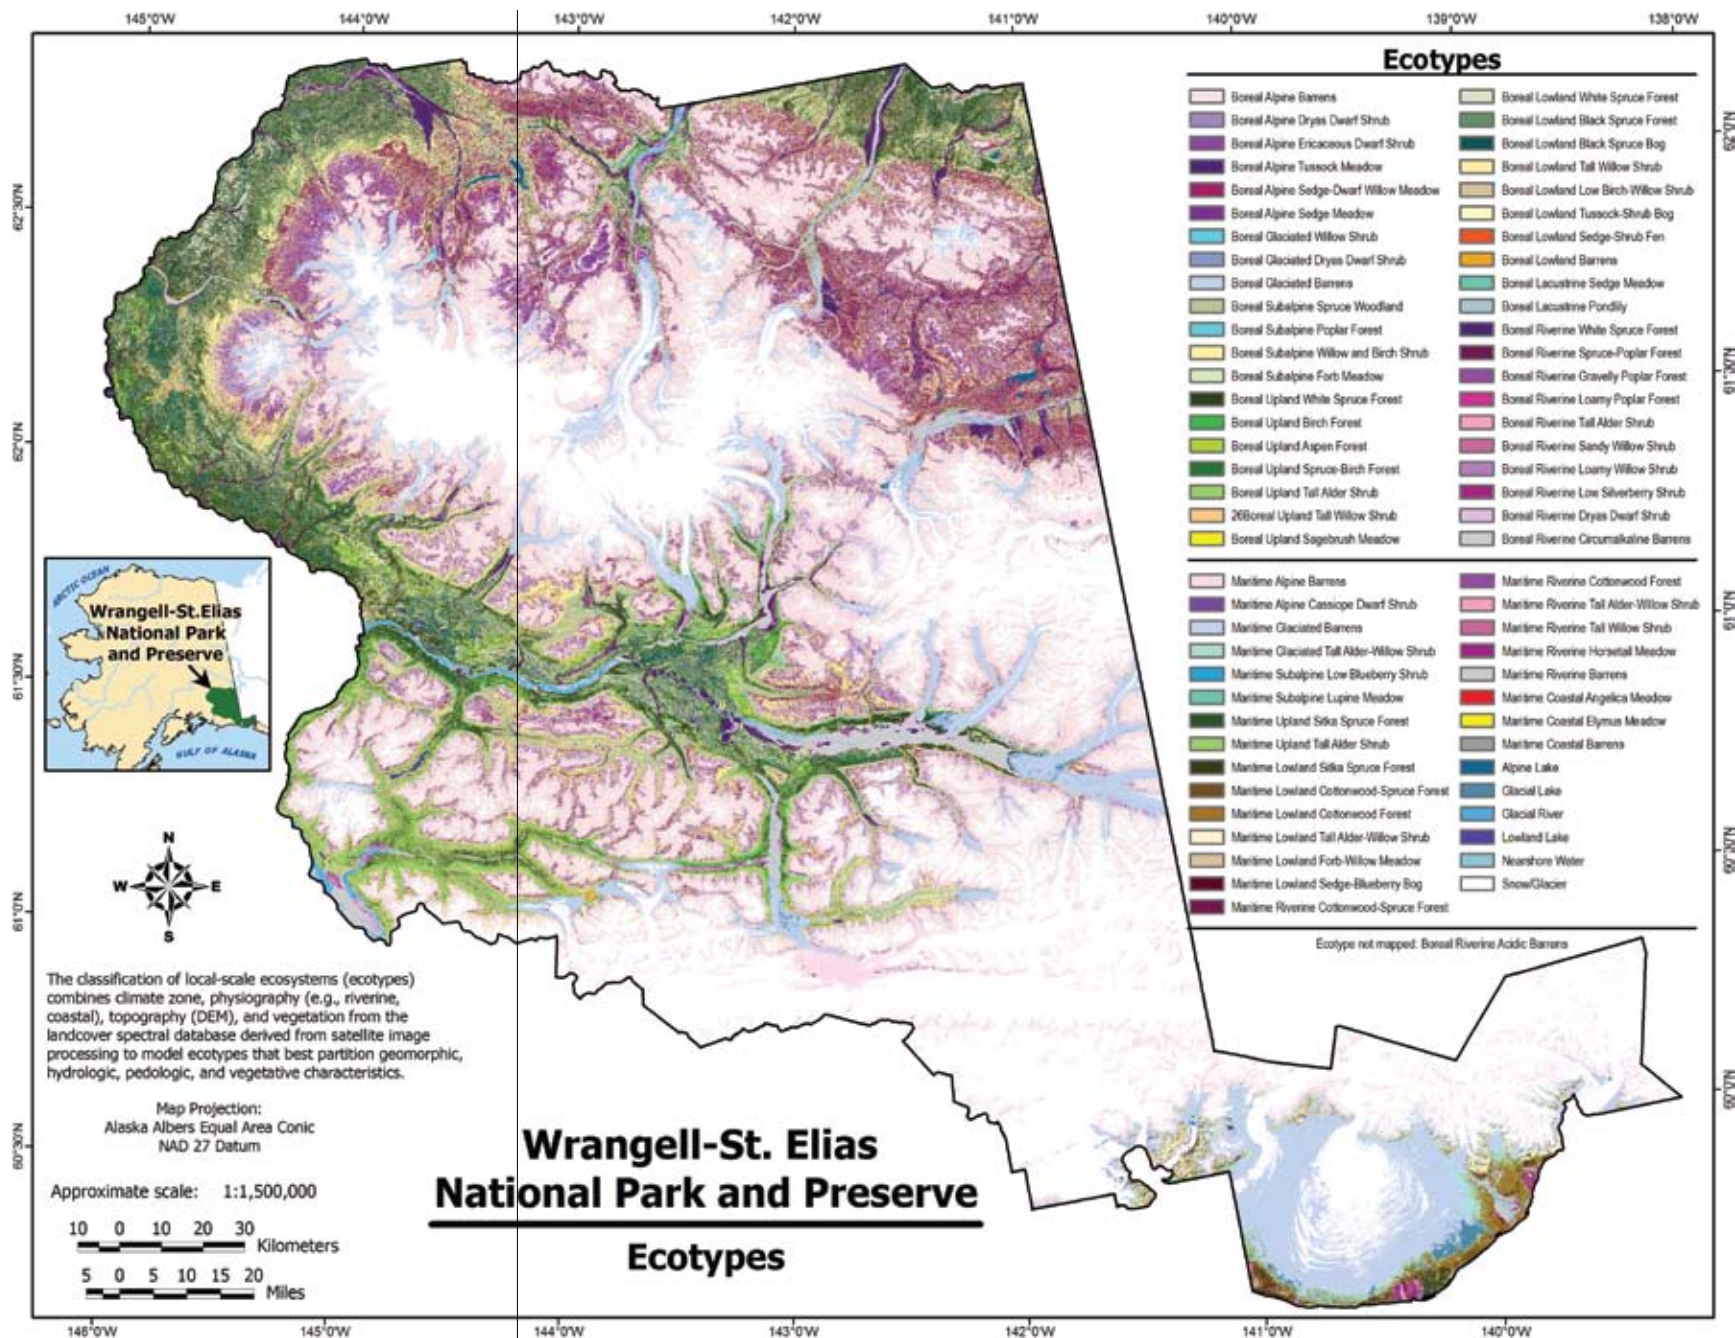 145°0'W 144°0'W 143°0'W 142°0'W 141°0'W 140°0'W 139°0'W 138°0'W
Ecotypes
Boreal Alpine Barrens
Boreal Alpine Dryas Dwarf Shrub
Boreal Alpine Ericaceous Dwarf Shrub
Boreal Alpine Tussock Meadow
Boreal Alpine Sedge-Dwarf Willow Meadow
Boreal Alpine Sedge Meadow
Boreal Glaciated Willow Shrub
Boreal Glaciated Dryas Dwarf Shrub
Boreal Glaciated Barrens
Boreal Subalpine Spruce Woodland
Boreal Subalpine Poplar Forest
Boreal Subalpine Willow and Birch Shrub
Boreal Subalpine Forb Meadow
Boreal Upland White Spruce Forest
Boreal Upland Birch Forest
Boreal Upland Aspen Forest
Boreal Upland Spruce-Birch Forest
Boreal Upland Tall Alder Shrub
26Boreal Upland Tall Willow Shrub
Boreal Upland Sagebrush Meadow
Boreal Lowland White Spruce Forest
Boreal Lowland Black Spruce Forest
Boreal Lowland Black Spruce Bog
Boreal Lowland Tall Willow Shrub
Boreal Lowland Low Birch-Willow Shrub
Boreal Lowland Tussock-Shrub Bog
Boreal Lowland Sedge-Shrub Fen
Boreal Lowland Barrens
Boreal Lacustrine Sedge Meadow
Boreal Lacustrine Pondlily
Boreal Riverine White Spruce Forest
Boreal Riverine Spruce-Poplar Forest
Boreal Riverine Gravelly Poplar Forest
Boreal Riverine Loamy Poplar Forest
Boreal Riverine Tall Alder Shrub
Boreal Riverine Sandy Willow Shrub
Boreal Riverine Loamy Willow Shrub
Boreal Riverine Low Silverberry Shrub
Boreal Riverine Dryas Dwarf Shrub
Boreal Riverine Circumalkaline Barrens
Maritime Alpine Barrens
Maritime Alpine Cassiope Dwarf Shrub
Maritime Glaciated Barrens
Maritime Glaciated Tall Alder-Willow Shrub
Maritime Subalpine Low Blueberry Shrub
Maritime Subalpine Lupine Meadow
Maritime Upland Sitka Spruce Forest
Maritime Upland Tall Alder Shrub
Maritime Lowland Sitka Spruce Forest
Maritime Lowland Cottonwood-Spruce Forest
Maritime Lowland Cottonwood Forest
Maritime Lowland Tall Alder-Willow Shrub
Maritime Lowland Forb-Willow Meadow
Maritime Lowland Sedge-Blueberry Bog
Maritime Riverine Cottonwood-Spruce Forest
Maritime Riverine Cottonwood Forest
Maritime Riverine Tall Alder-Willow Shrub
Maritime Riverine Tall Willow Shrub
Maritime Riverine Horsetail Meadow
Maritime Riverine Barrens
Maritime Coastal Angelica Meadow
Maritime Coastal Elymus Meadow
Maritime Coastal Barrens
Alpine Lake
Glacial Lake
Glacial River
Lowland Lake
Nearshore Water
Snow/Glacier
Ecotype not mapped: Boreal Riverine Acidic Barrens
62°30'N
62°0'N
61°30'N
61°0'N
60°30'N
61°30'N
61°0'N
60°0'N
ARCTIC OCEAN
Wrangell-St.Elias
National Park
and Preserve
GULF OF ALASKA
N
W E
S
The classification of local-scale ecosystems (ecotypes)
combines climate zone, physiography (e.g., riverine,
coastal), topography (DEM), and vegetation from the
landcover spectral database derived from satellite image
processing to model ecotypes that best partition geomorphic,
hydrologic, pedologic, and vegetative characteristics.
Map Projection:
Alaska Albers Equal Area Conic
NAD 27 Datum
Approximate scale: 1:1,500,000
10 0 10 20 30
Kilometers
5 0 5 10 15 20
Miles
Wrangell-St. Elias
National Park and Preserve
Ecotypes
146°0'W 145°0'W 144°0'W 143°0'W 142°0'W 141°0'W 140°0'W